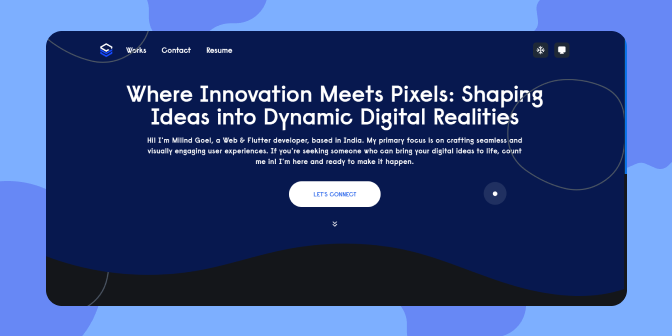 Works Contact Resume
Where Innovation Meets Pixels: Shaping
Ideas into Dynamic Digital Realities
Hi! I'm Milind Goel, a Web & Flutter developer, based in India. My primary focus is on crafting seamless and
visually engaging user experiences. If you're seeking someone who can bring your digital ideas to life, count
me in! I'm here and ready to make it happen.
LET'S CONNECT